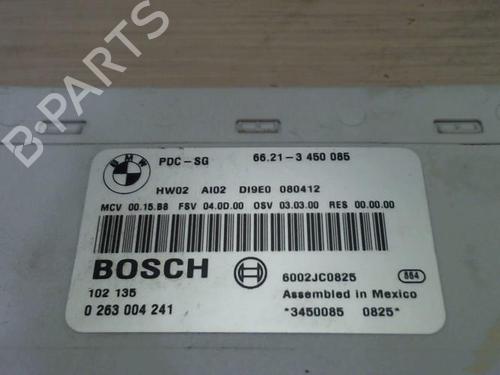 B-PARTS
BMW
PDC-SG 66.21-3 450 085
HW02 AI02 DI9E0 080412
MCV 00.15.B8 FSV 04.0D.00 OSV 03.03.00 RES 00.00.00
BOSCH
6002JC0825 864
102 135 Assembled in Mexico
0 263 004 241 *3450085 0825*